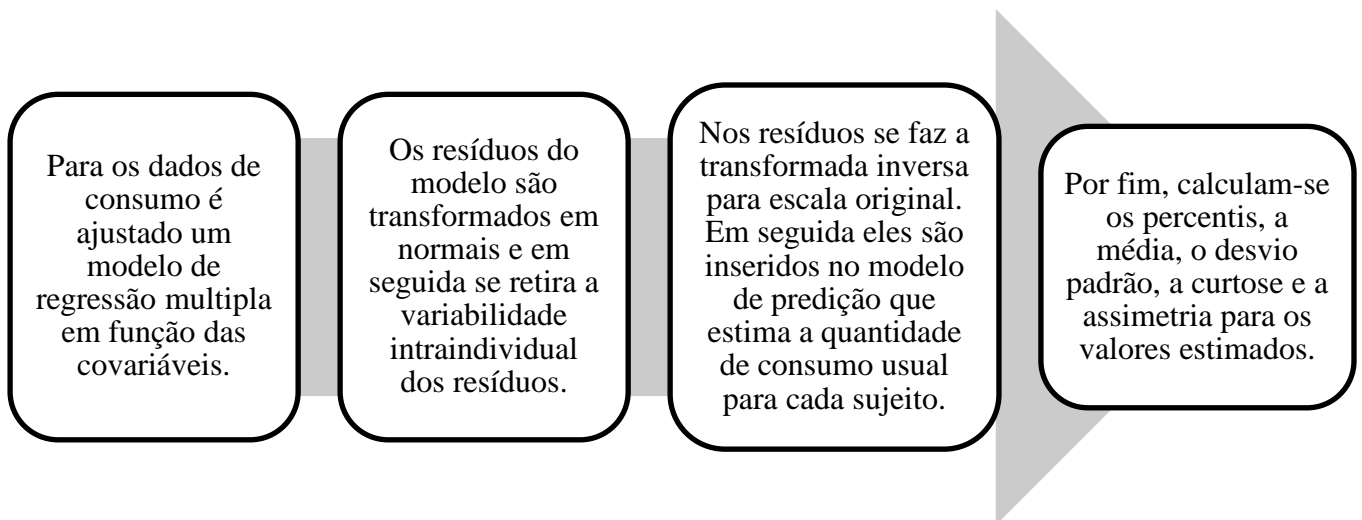 Para os dados de
consumo é
ajustado um
modelo de
regressão multipla
em função das
covariáveis.
Os resíduos do
modelo são
transformados em
normais e em
seguida se retira a
variabilidade
intraindividual
dos resíduos.
Nos resíduos se faz a
transformada inversa
para escala original.
Em seguida eles são
inseridos no modelo
de predição que
estima a quantidade
de consumo usual
para cada sujeito.
Por fim, calculam-se
os percentis, a
média, o desvio
padrão, a curtose e a
assimetria para os
valores estimados.